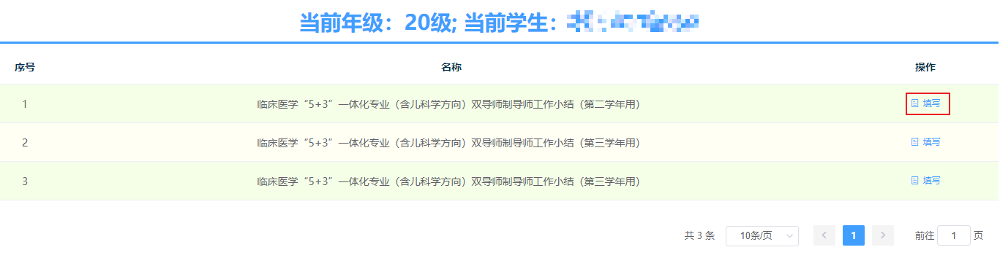 当前年级：20级; 当前学生：
序号 名称 操作
1 临床医学“5+3”一体化专业（含儿科学方向）双导师制导师工作小结（第二学年用） 填写
2 临床医学“5+3”一体化专业（含儿科学方向）双导师制导师工作小结（第三学年用） 填写
3 临床医学“5+3”一体化专业（含儿科学方向）双导师制导师工作小结（第三学年用） 填写
共 3 条 10条/页 1 前往 1 页